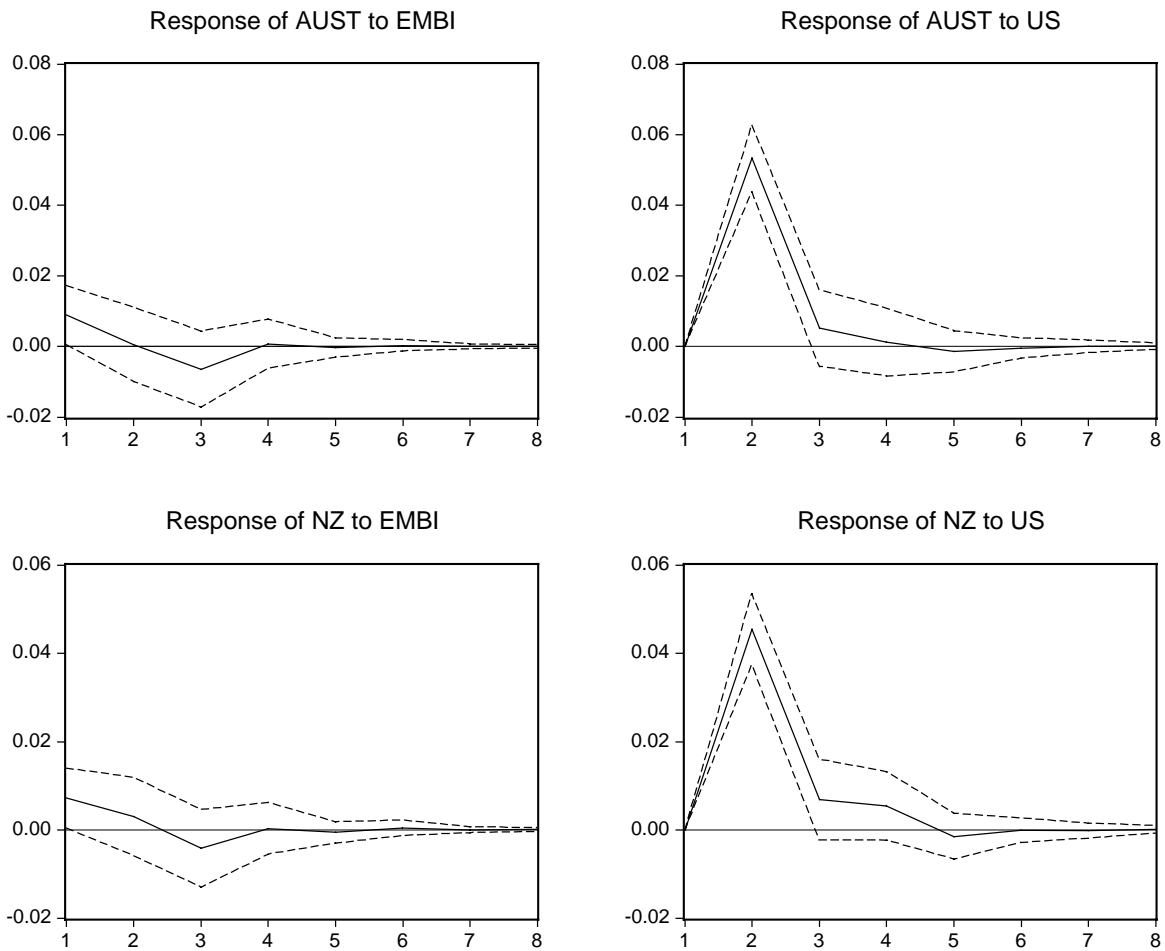 Response of AUST to EMBI
0.08
0.06
0.04
0.02
0.00
-0.02
1 2 3 4 5 6 7 8
Response of AUST to US
0.08
0.06
0.04
0.02
0.00
-0.02
1 2 3 4 5 6 7 8
Response of NZ to EMBI
0.06
0.04
0.02
0.00
-0.02
1 2 3 4 5 6 7 8
Response of NZ to US
0.06
0.04
0.02
0.00
-0.02
1 2 3 4 5 6 7 8